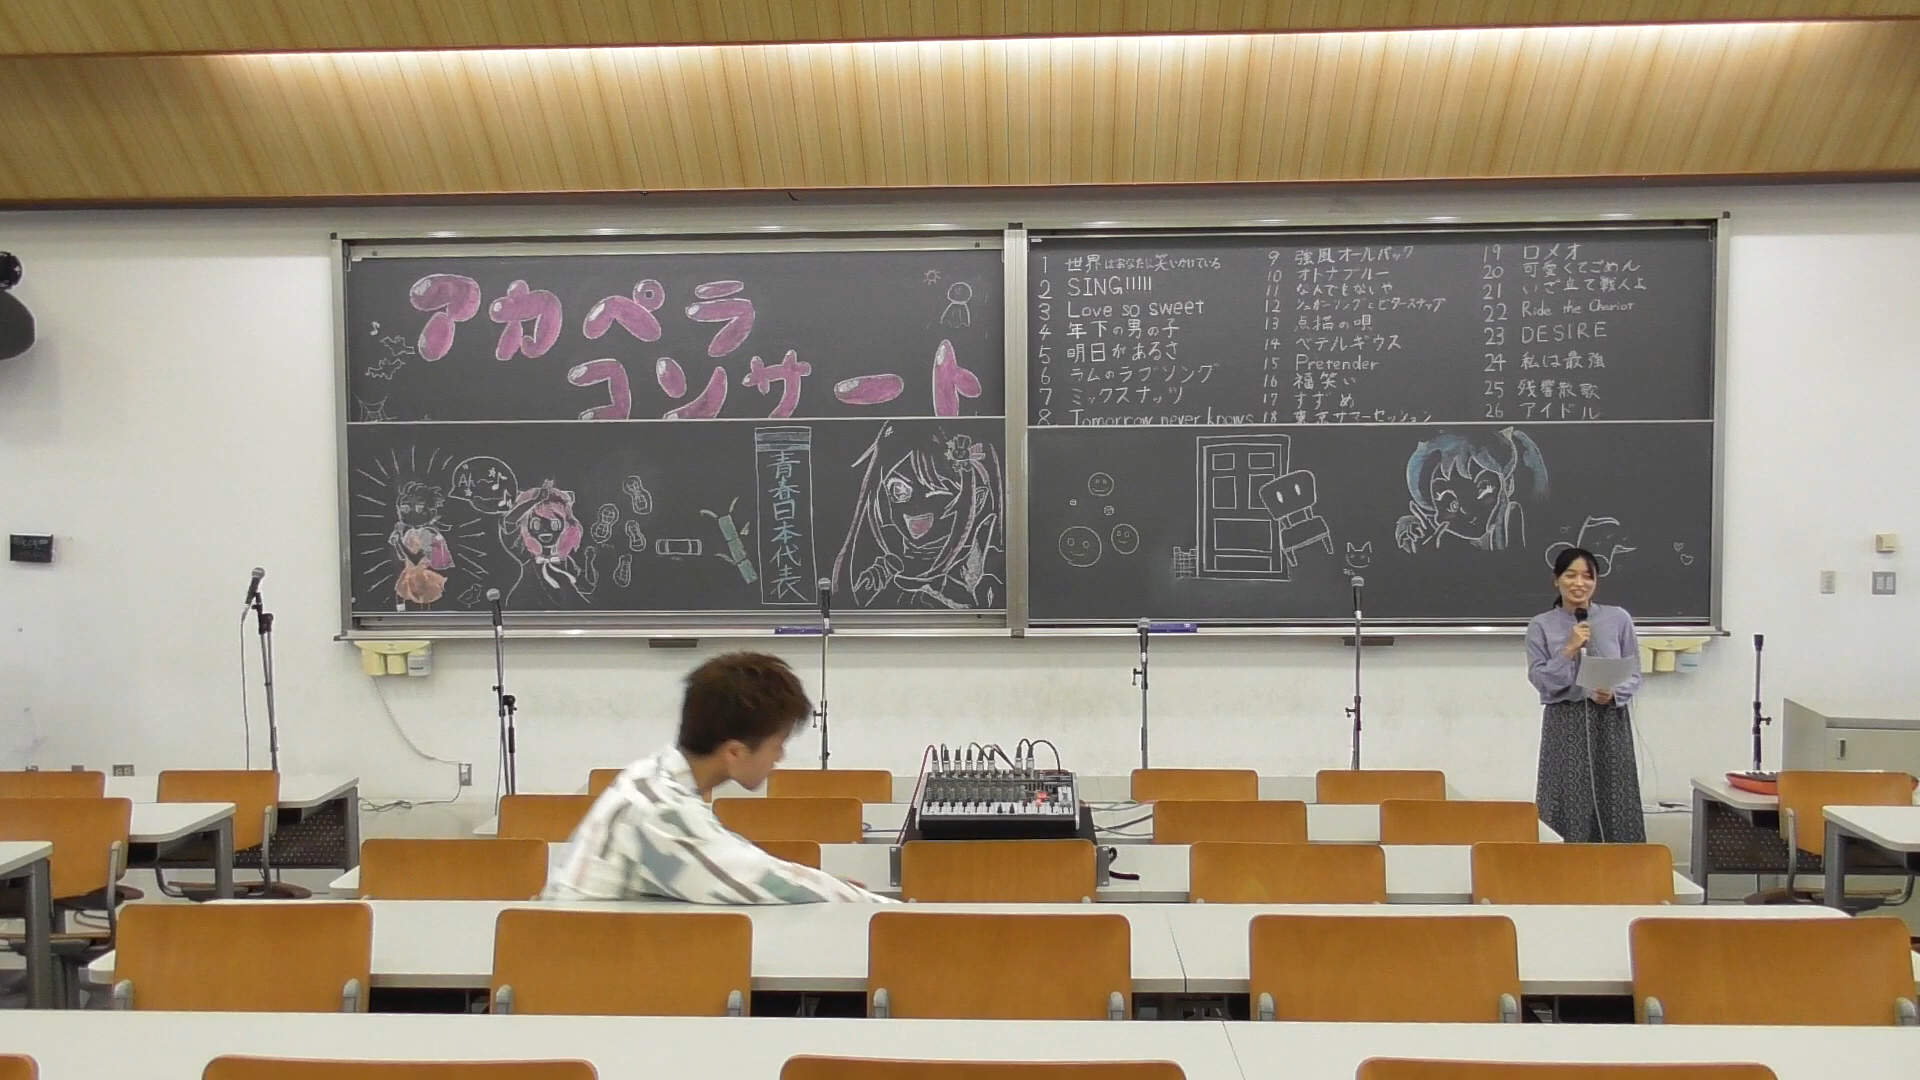 アカペラ
コンサート
Ah~
青春日本代表
1 世界はあなたに笑いかけている
2 SING!!!!!
3 Love so sweet
4 年下の男の子
5 明日があるさ
6 ラムのラブソング
7 ミックスナッツ
8 Tomorrow never knows
9 強風オールバック
10 オトナブルー
11 なんでもないや
12 シュガーソングとビターステップ
13 点描の唄
14 ベテルギウス
15 Pretender
16 福笑い
17 すずめ
18 東京サマーセッション
19 ロメオ
20 可愛くてごめん
21 いざ立て戦人よ
22 Ride the Chariot
23 DESIRE
24 私は最強
25 残響散歌
26 アイドル